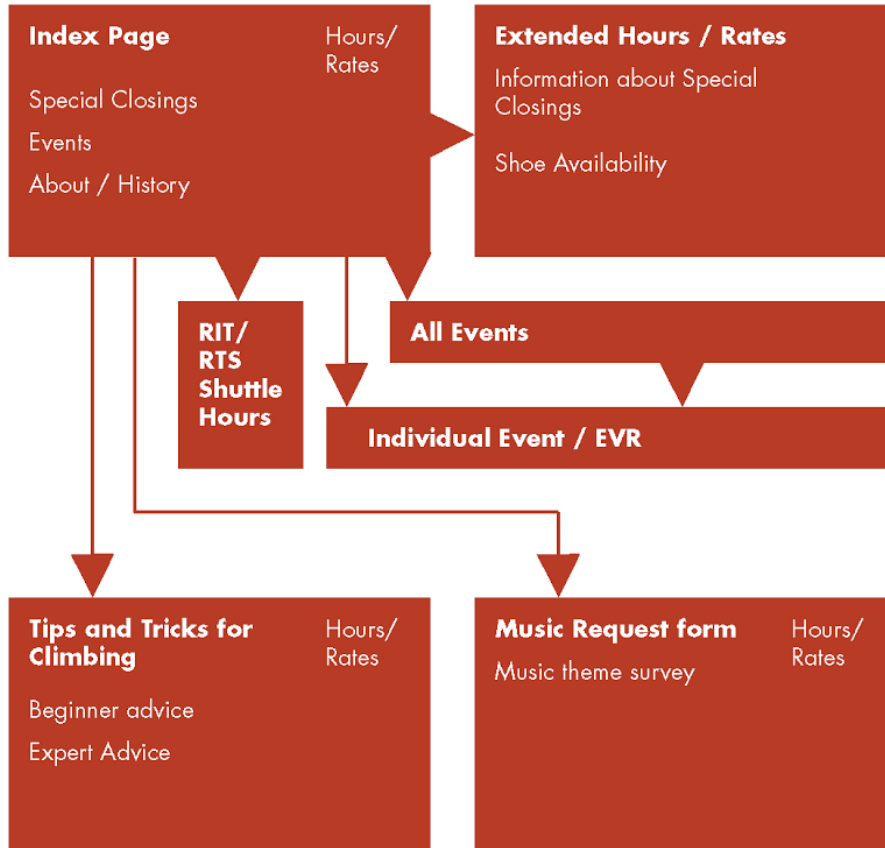 Index Page
Hours/
Rates
Special Closings
Events
About / History
Extended Hours / Rates
Information about Special
Closings
Shoe Availability
RIT/
RTS
Shuttle
Hours
All Events
Individual Event / EVR
Tips and Tricks for
Climbing
Hours/
Rates
Beginner advice
Expert Advice
Music Request form
Hours/
Rates
Music theme survey